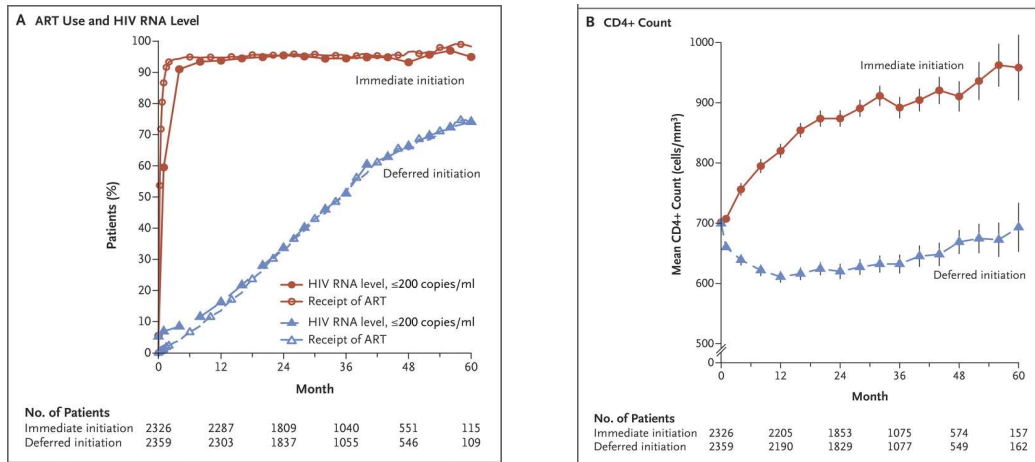 A ART Use and HIV RNA Level
100
90
80
70
60
50
40
30
20
10
0
Patients (%)
Immediate initiation
Deferred initiation
HIV RNA level, ≤200 copies/ml
Receipt of ART
HIV RNA level, ≤200 copies/ml
Receipt of ART
0 12 24 36 48 60
Month
No. of Patients
Immediate initiation 2326 2287 1809 1040 551 115
Deferred initiation 2359 2303 1837 1055 546 109
B CD4+ Count
1000
900
800
700
600
500
0
Mean CD4+ Count (cells/mm³)
Immediate initiation
Deferred initiation
0 12 24 36 48 60
Month
No. of Patients
Immediate initiation 2326 2205 1853 1075 574 157
Deferred initiation 2359 2190 1829 1077 549 162